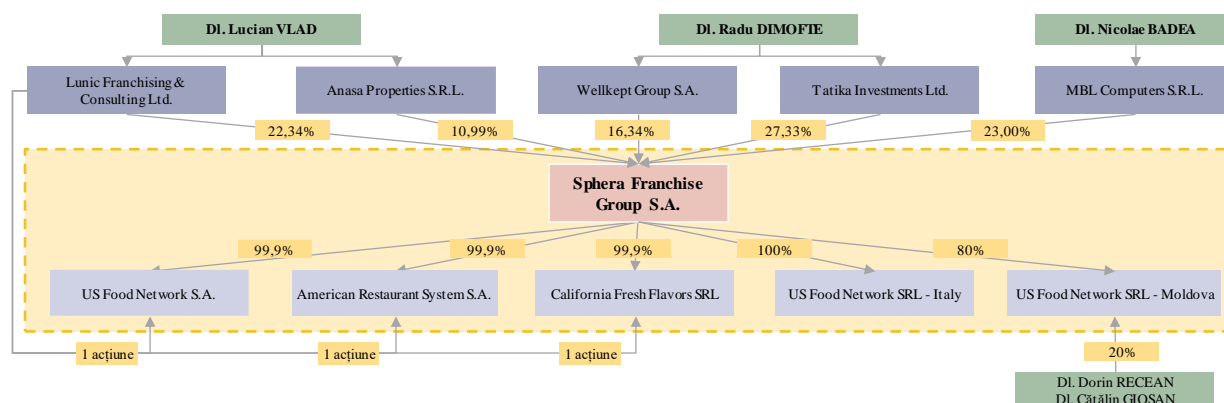 Dl. Lucian VLAD
Dl. Radu DIMOFTE
Dl. Nicolae BADEA
Lunic Franchising &
Consulting Ltd.
Anasa Properties S.R.L.
Wellkept Group S.A.
Tatika Investments Ltd.
MBL Computers S.R.L.
22,34%
10,99%
16,34%
27,33%
23,00%
Sphera Franchise
Group S.A.
99,9%
99,9%
99,9%
100%
80%
US Food Network S.A.
American Restaurant System S.A.
California Fresh Flavors SRL
US Food Network SRL - Italy
US Food Network SRL - Moldova
1 acțiune
1 acțiune
1 acțiune
20%
Dl. Dorin RECEAN
Dl. Cătălin GIOSAN